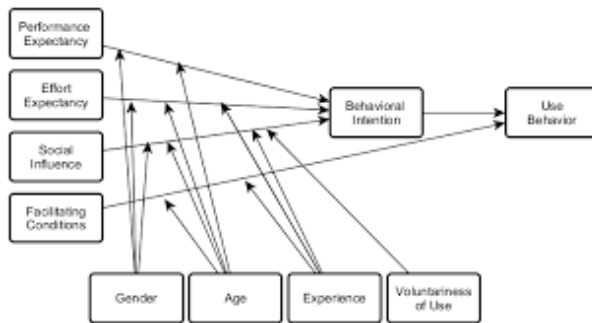 Performance
Expectancy
Effort
Expectancy
Social
Influence
Facilitating
Conditions
Behavioral
Intention
Use
Behavior
Gender
Age
Experience
Voluntariness
of Use